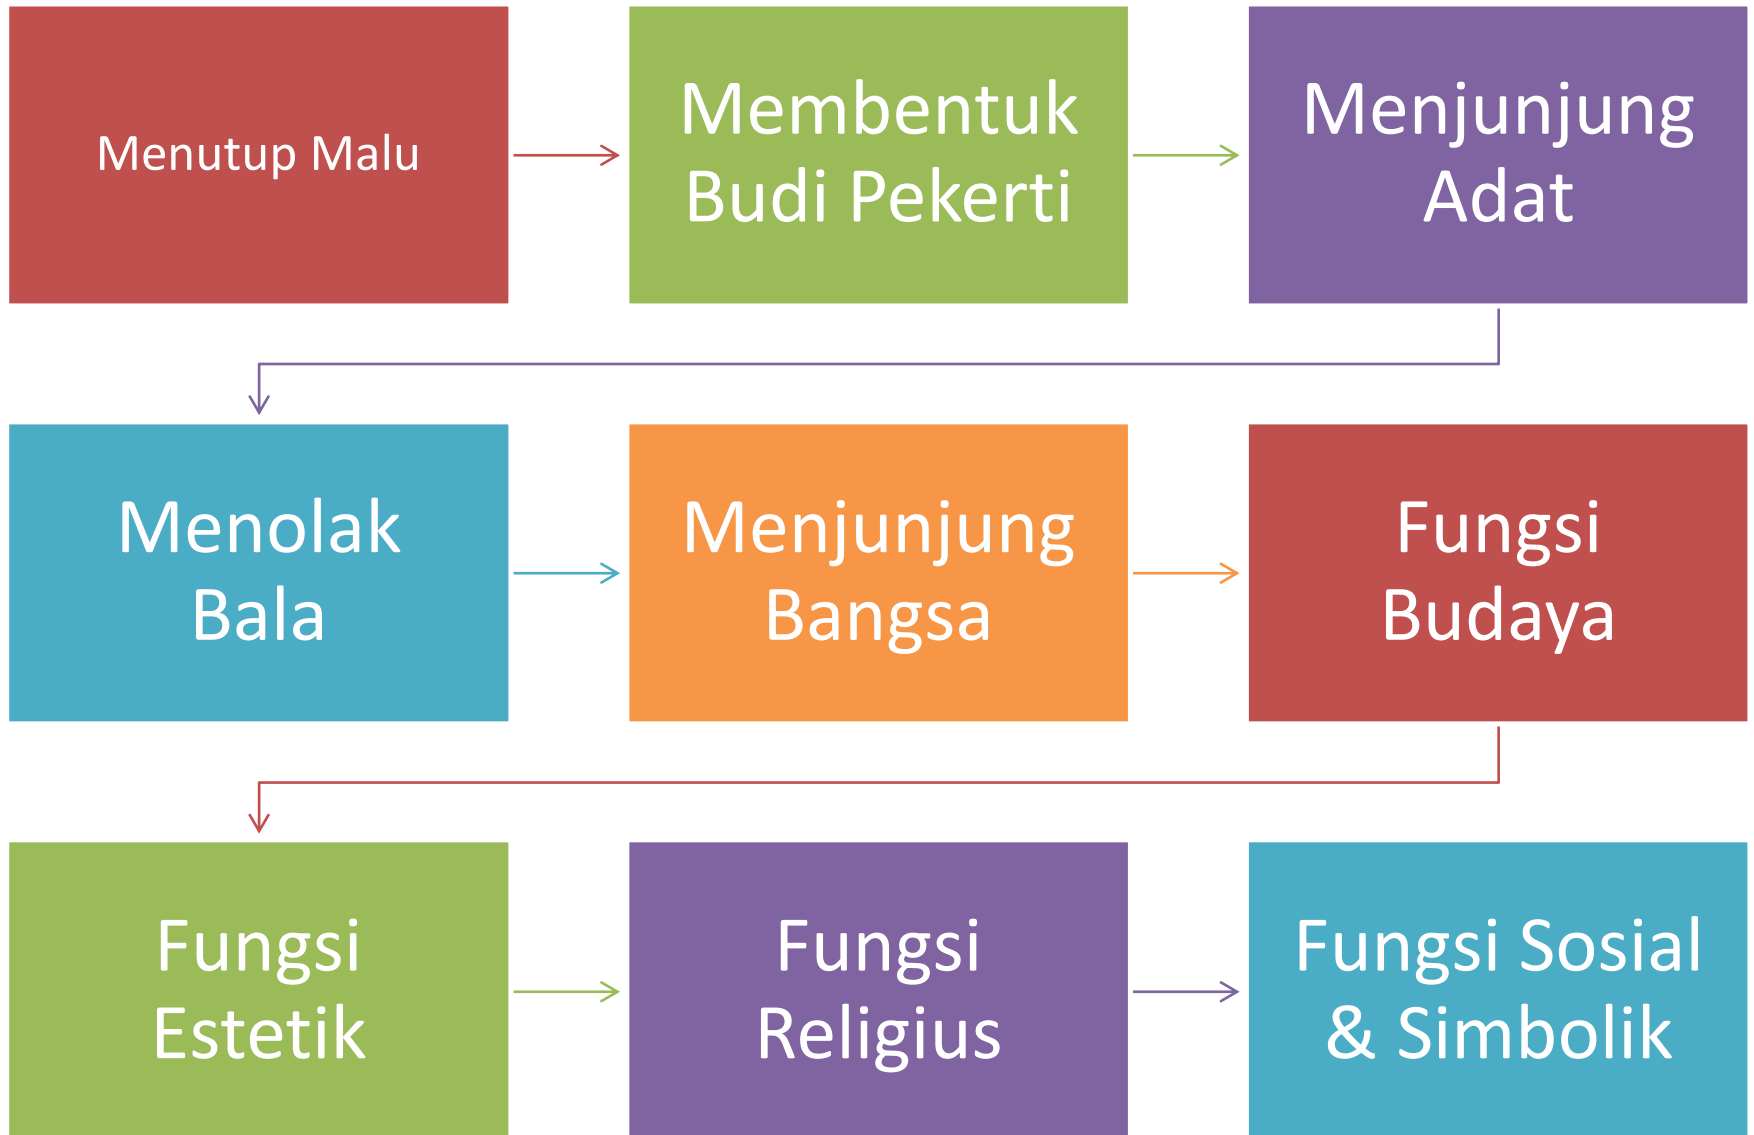 Menutup Malu
Membentuk
Budi Pekerti
Menjunjung
Adat
Menolak
Bala
Menjunjung
Bangsa
Fungsi
Budaya
Fungsi
Estetik
Fungsi
Religius
Fungsi Sosial
& Simbolik